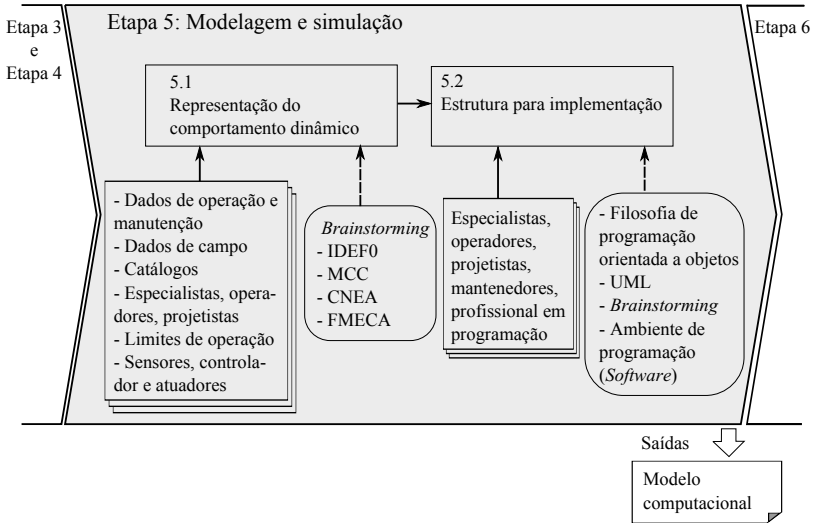 Etapa 3
e
Etapa 4
Etapa 5: Modelagem e simulação
Etapa 6
5.1
Representação do
comportamento dinâmico
5.2
Estrutura para implementação
- Dados de operação e
manutenção
- Dados de campo
- Catálogos
- Especialistas, opera-
dores, projetistas
- Limites de operação
- Sensores, controla-
dor e atuadores
Brainstorming
- IDEF0
- MCC
- CNEA
- FMECA
Especialistas,
operadores,
projetistas,
mantenedores,
profissional em
programação
- Filosofia de
programação
orientada a objetos
- UML
- Brainstorming
- Ambiente de
programação
(Software)
Saídas
Modelo
computacional